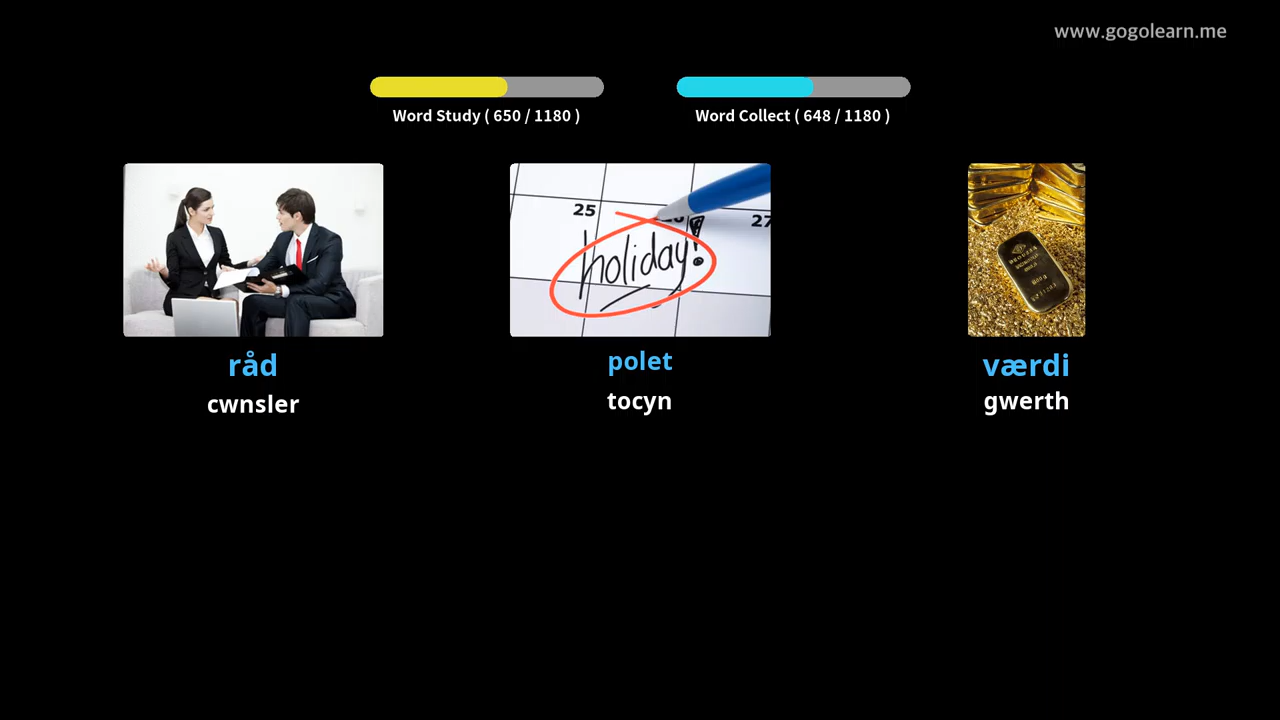 www.gogolearn.me
Word Study ( 650 / 1180 )
Word Collect ( 648 / 1180 )
25
27
holiday!
råd
polet
værdi
cwnsler
tocyn
gwerth